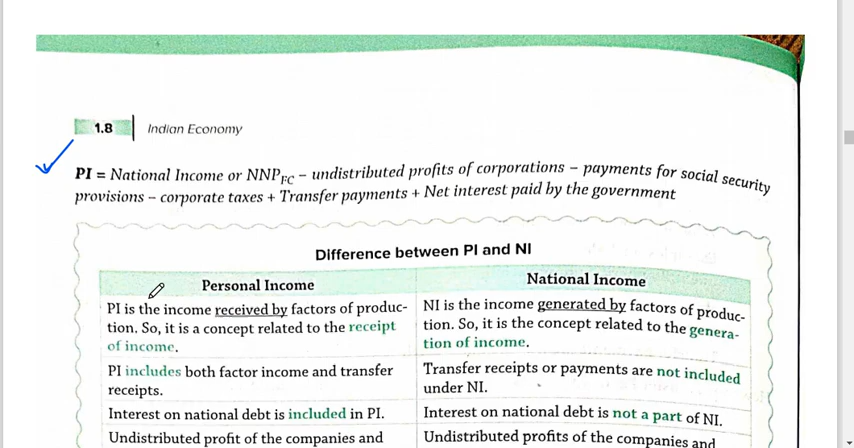 1.8 Indian Economy
PI = National Income or NNPFC – undistributed profits of corporations – payments for social security
provisions – corporate taxes + Transfer payments + Net interest paid by the government
Difference between PI and NI
Personal Income
PI is the income received by factors of produc-
tion. So, it is a concept related to the receipt
of income.
National Income
NI is the income generated by factors of produc-
tion. So, it is the concept related to the genera-
tion of income.
PI includes both factor income and transfer
receipts.
Transfer receipts or payments are not included
under NI.
Interest on national debt is included in PI.
Interest on national debt is not a part of NI.
Undistributed profit of the companies and
Undistributed profits of the companies and